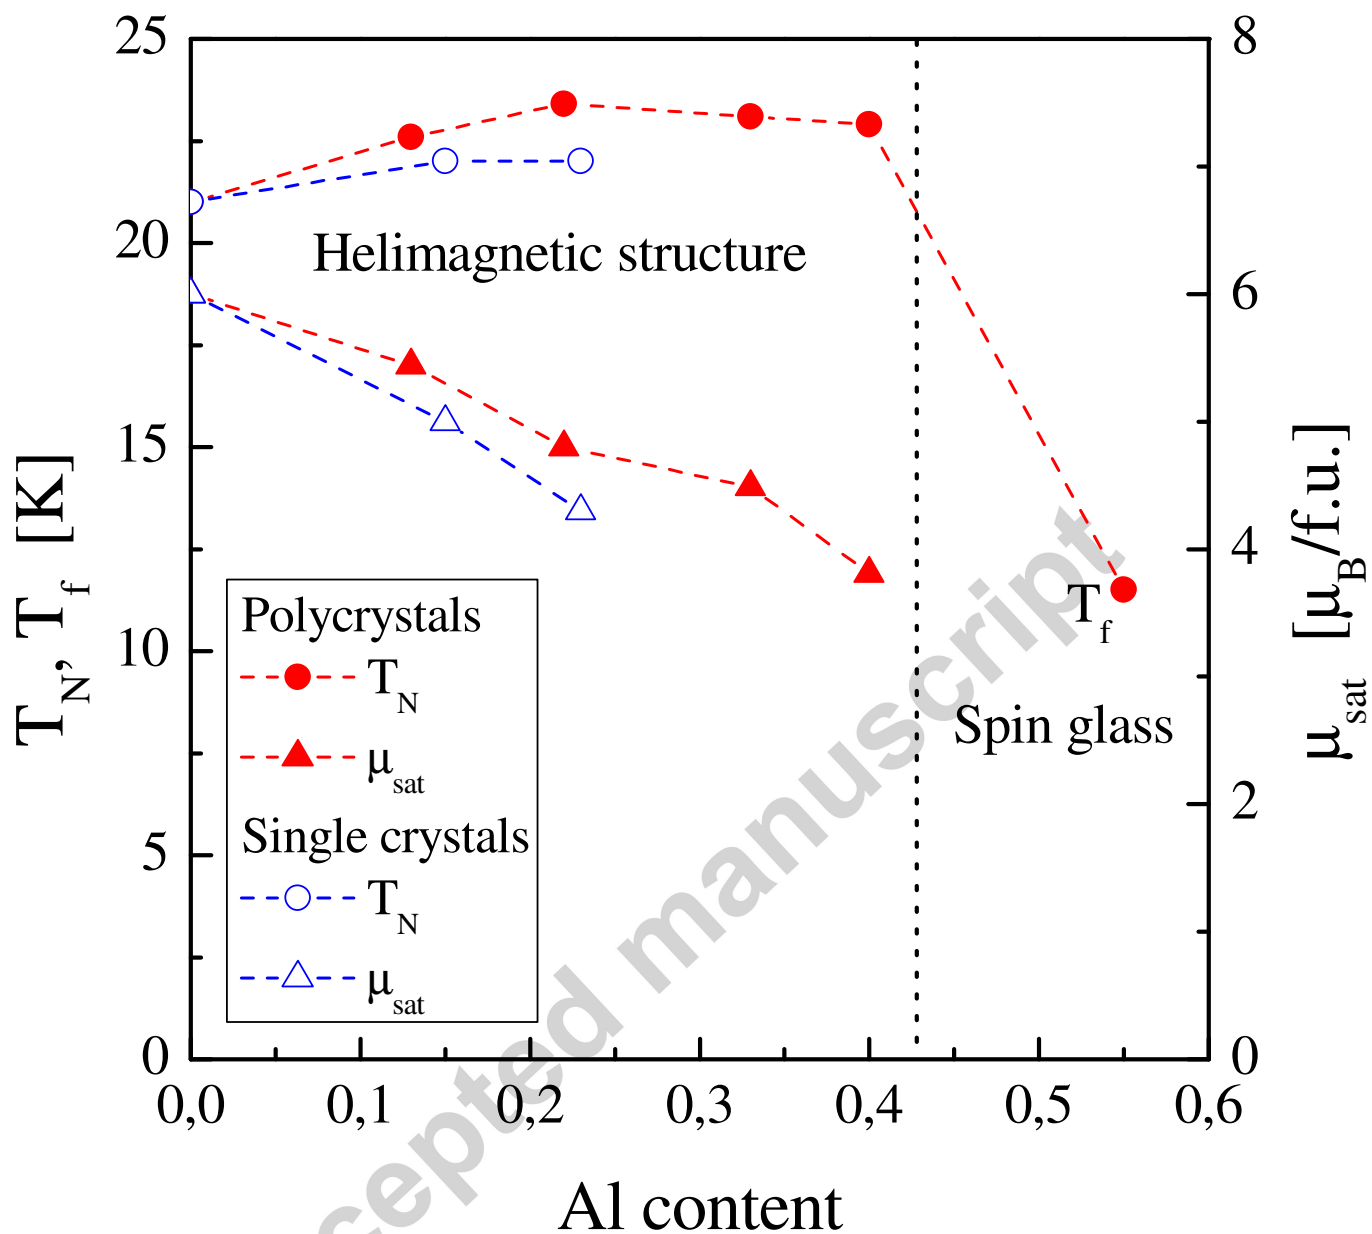 25
20
15
10
5
0
T_N, T_f [K]
8
6
4
2
0
μ_sat [μ_B/f.u.]
Helimagnetic structure
T_f
Spin glass
Polycrystals
T_N
μ_sat
Single crystals
T_N
μ_sat
0,0 0,1 0,2 0,3 0,4 0,5 0,6
Al content
cepted manuscript